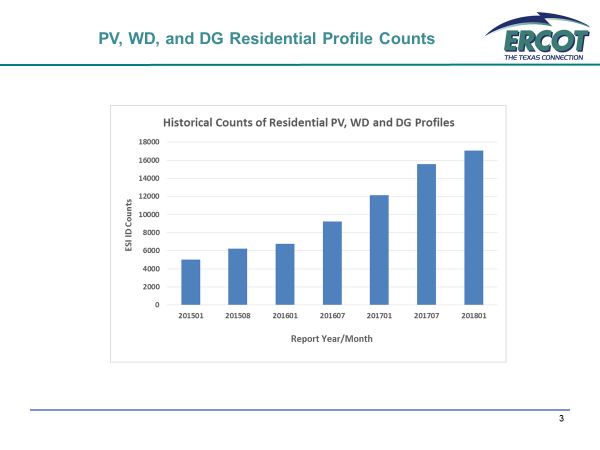 PV, WD, and DG Residential Profile Counts
ERCOT
THE TEXAS CONNECTION
Historical Counts of Residential PV, WD and DG Profiles
18000
16000
14000
12000
10000
8000
6000
4000
2000
0
ESI ID Counts
201501 201508 201601 201607 201701 201707 201801
Report Year/Month
3